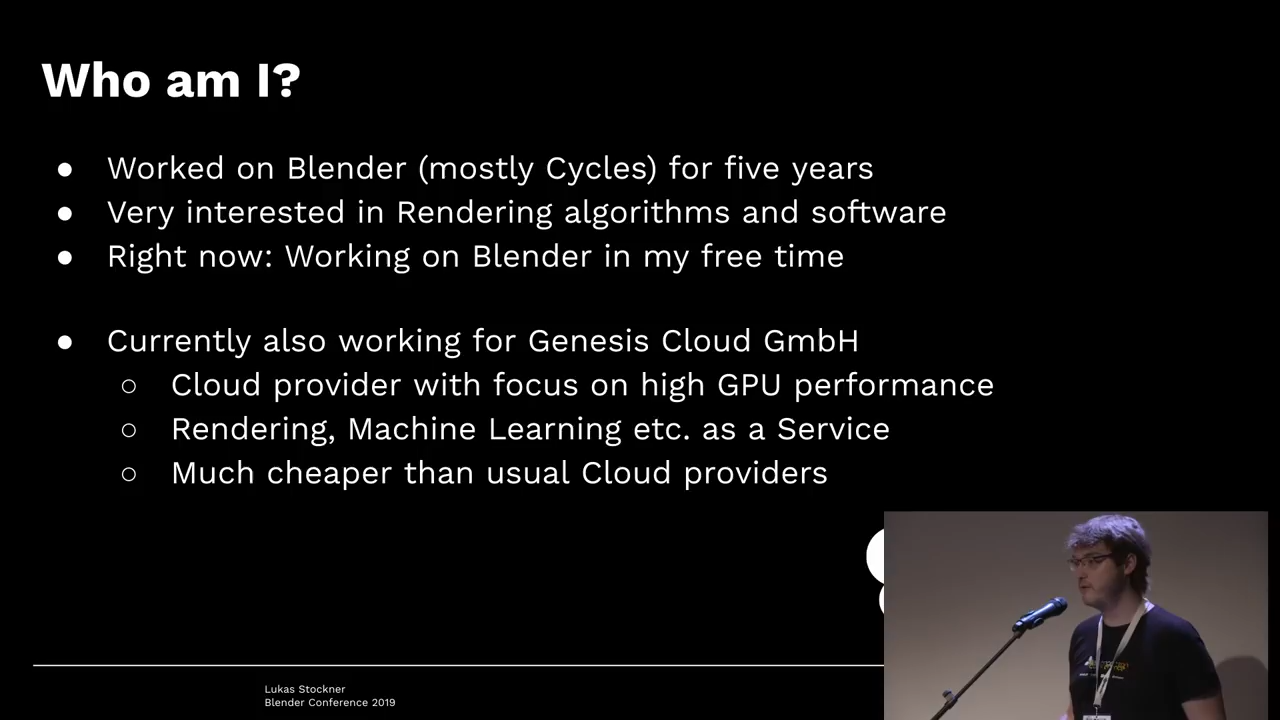 Who am I?
● Worked on Blender (mostly Cycles) for five years
● Very interested in Rendering algorithms and software
● Right now: Working on Blender in my free time
● Currently also working for Genesis Cloud GmbH
○ Cloud provider with focus on high GPU performance
○ Rendering, Machine Learning etc. as a Service
○ Much cheaper than usual Cloud providers
Lukas Stockner
Blender Conference 2019